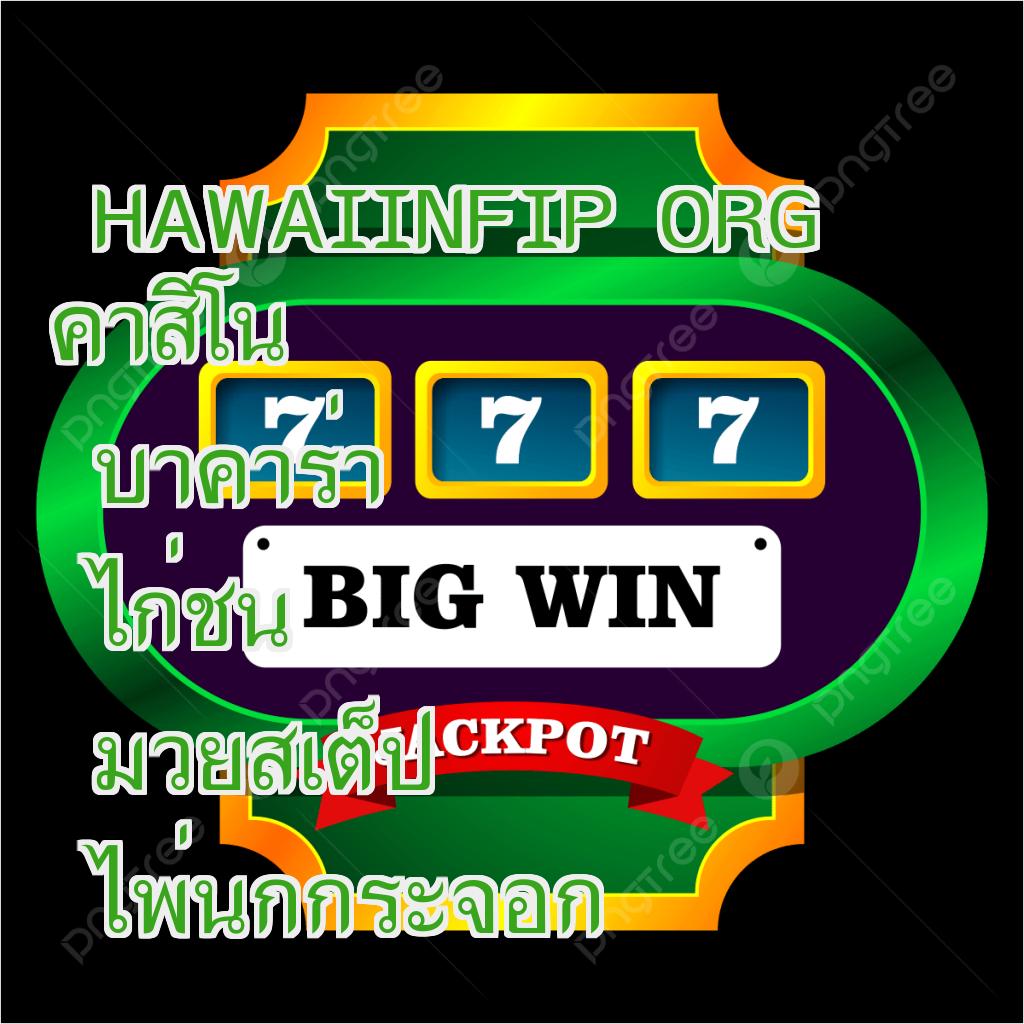 HAWAIINFIP ORG
คาสิโน
7 7 7
บาคาร่า
ไก่ชน
BIG WIN
JACKPOT
มวยสเต็ป
ไพ่นกกระจอก
pngtree